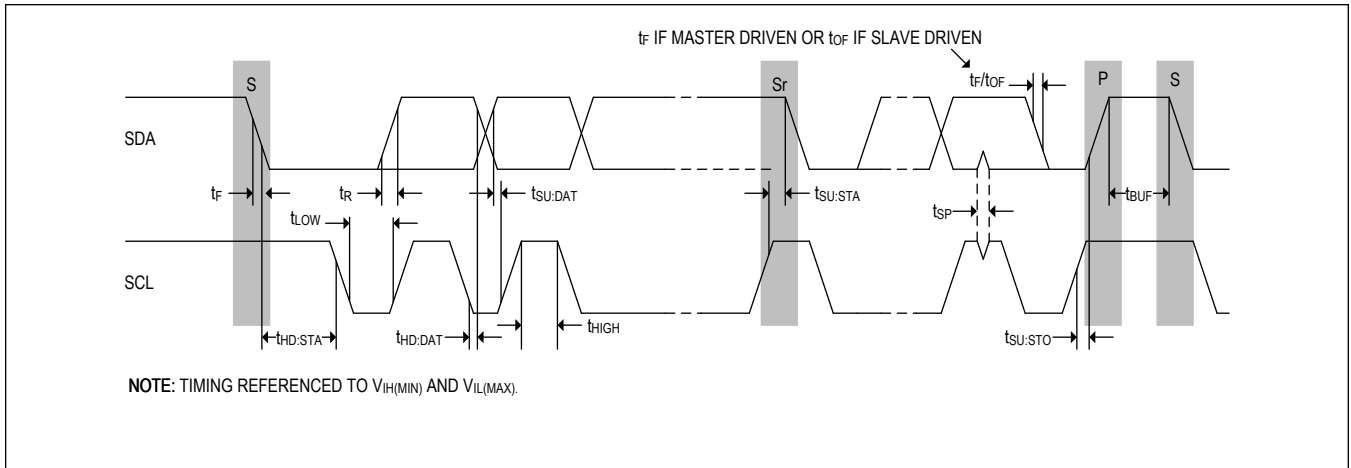 tF IF MASTER DRIVEN OR tOF IF SLAVE DRIVEN
S
Sr
tF/tOF
P
S
SDA
tF
tR
tSU:DAT
tSU:STA
tSP
tBUF
tLOW
SCL
tHD:STA
tHD:DAT
tHIGH
tSU:STO
NOTE: TIMING REFERENCED TO VIH(MIN) AND VIL(MAX).